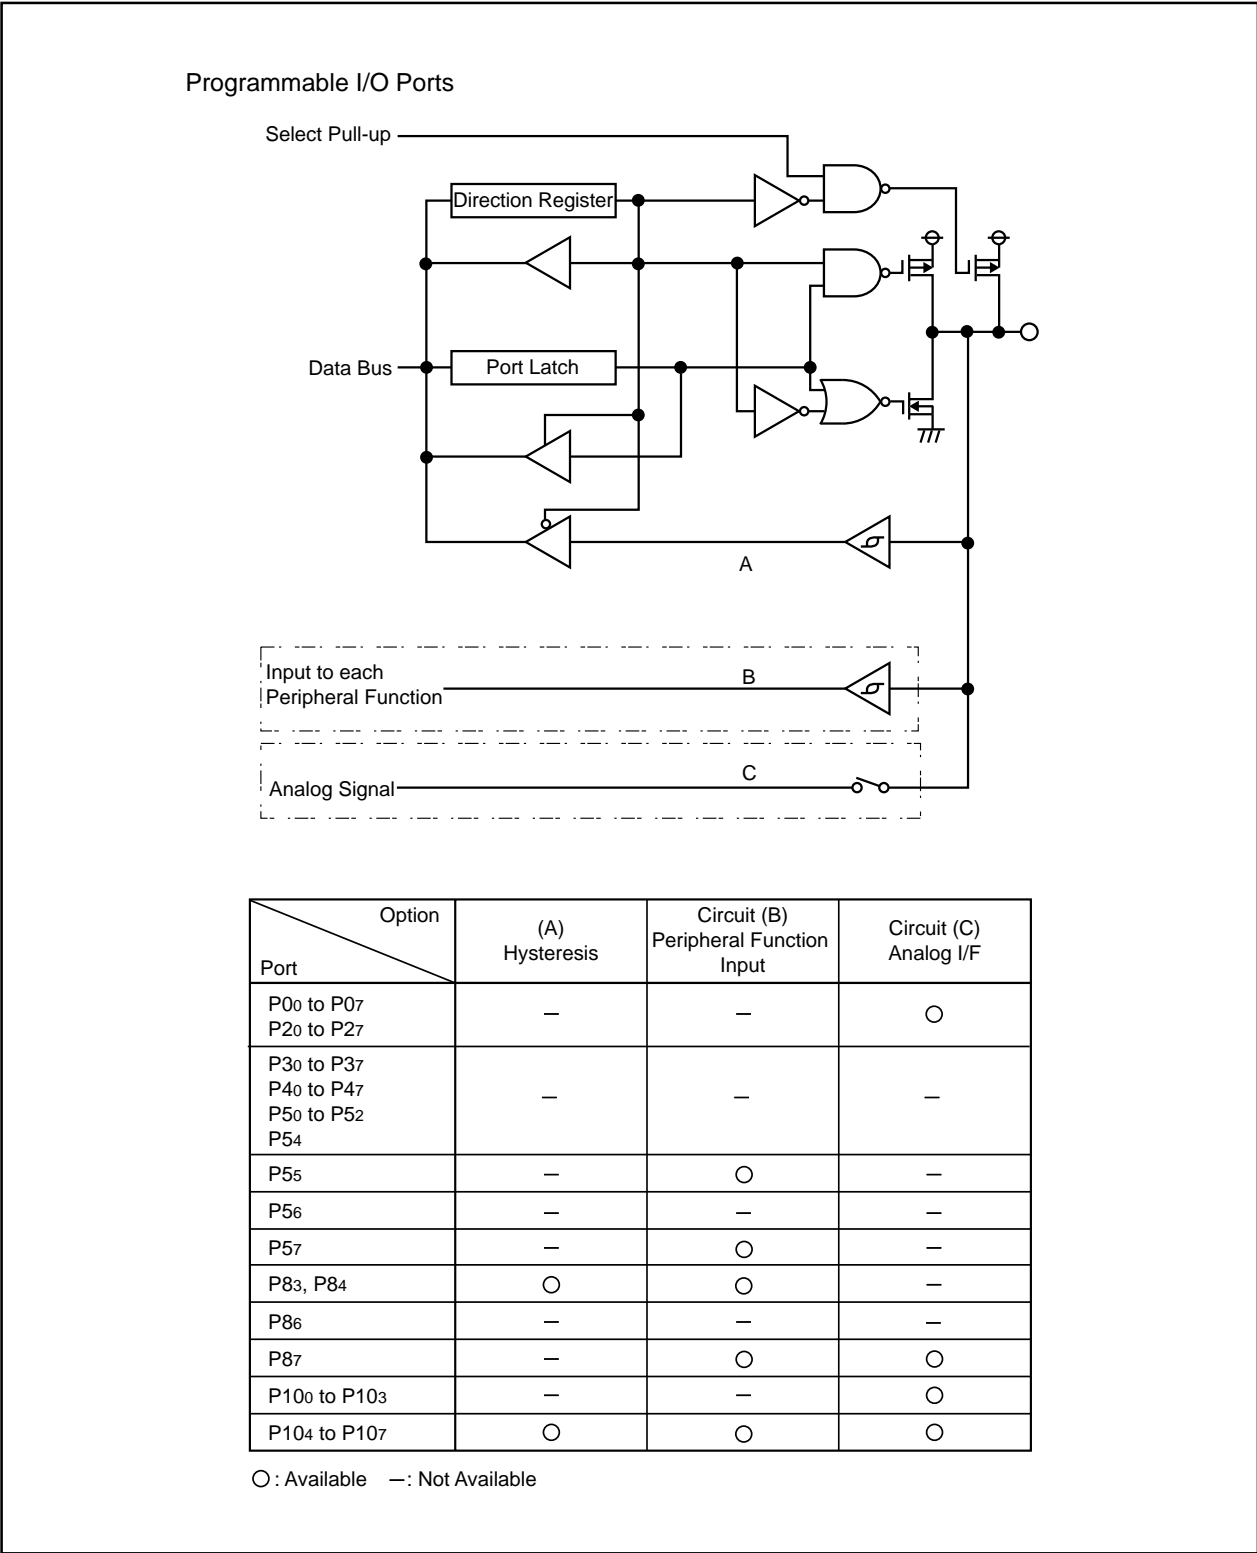 Programmable I/O Ports
Select Pull-up
Direction Register
Data Bus
Port Latch
A
Input to each
Peripheral Function
B
Analog Signal
C
Option
Port
(A)
Hysteresis
Circuit (B)
Peripheral Function
Input
Circuit (C)
Analog I/F
P00 to P07
P20 to P27
– – ○
P30 to P37
P40 to P47
P50 to P52
P54
– – –
P55 – ○ –
P56 – – –
P57 – ○ –
P83, P84 ○ ○ –
P86 – – –
P87 – ○ ○
P100 to P103 – – ○
P104 to P107 ○ ○ ○
○ : Available –: Not Available